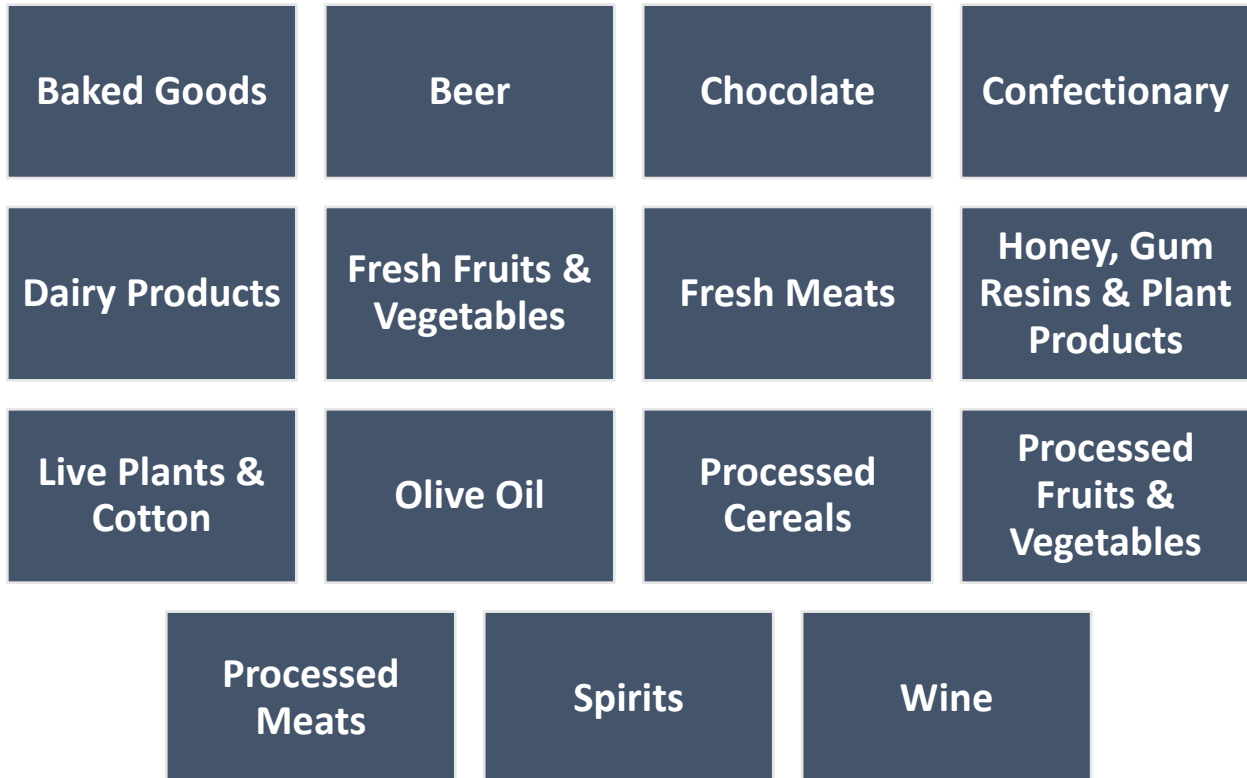 Baked Goods
Beer
Chocolate
Confectionary
Dairy Products
Fresh Fruits &
Vegetables
Fresh Meats
Honey, Gum
Resins & Plant
Products
Live Plants &
Cotton
Olive Oil
Processed
Cereals
Processed
Fruits &
Vegetables
Processed
Meats
Spirits
Wine